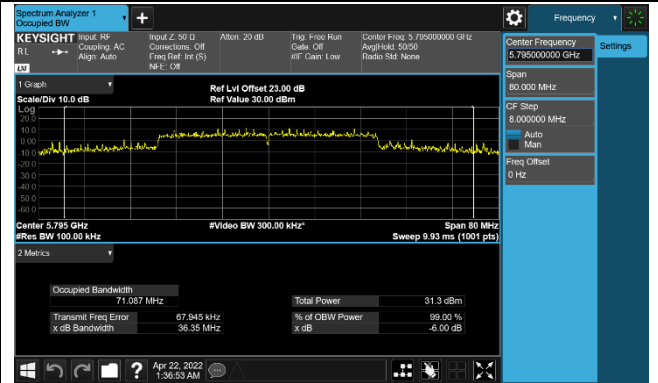 Spectrum Analyzer 1
Occupied BW
+
Frequency
KEYSIGHT
Input: RF
Coupling: AC
Align: Auto
Input Z: 50 Ω
Corrections: Off
Freq Ref: Int (S)
NFE: Off
Atten: 20 dB
Trig: Free Run
Gate: Off
#IF Gain: Low
Center Freq: 5.795000000 GHz
Avg|Hold: 50/50
Radio Std: None
RL
LXI
Center Frequency
5.795000000 GHz
Settings
Span
80.000 MHz
CF Step
8.000000 MHz
Auto
Man
Freq Offset
0 Hz
1 Graph
Scale/Div 10.0 dB
Ref Lvl Offset 23.00 dB
Ref Value 30.00 dBm
Log
20.0
10.0
0.00
-10.0
-20.0
-30.0
-40.0
-50.0
-60.0
Center 5.795 GHz
#Res BW 100.00 kHz
#Video BW 300.00 kHz*
Span 80 MHz
Sweep 9.93 ms (1001 pts)
2 Metrics
Occupied Bandwidth
71.087 MHz
Total Power 31.3 dBm
Transmit Freq Error 67.945 kHz
% of OBW Power 99.00 %
x dB Bandwidth 36.35 MHz
x dB -6.00 dB
?
Apr 22, 2022
1:36:53 AM